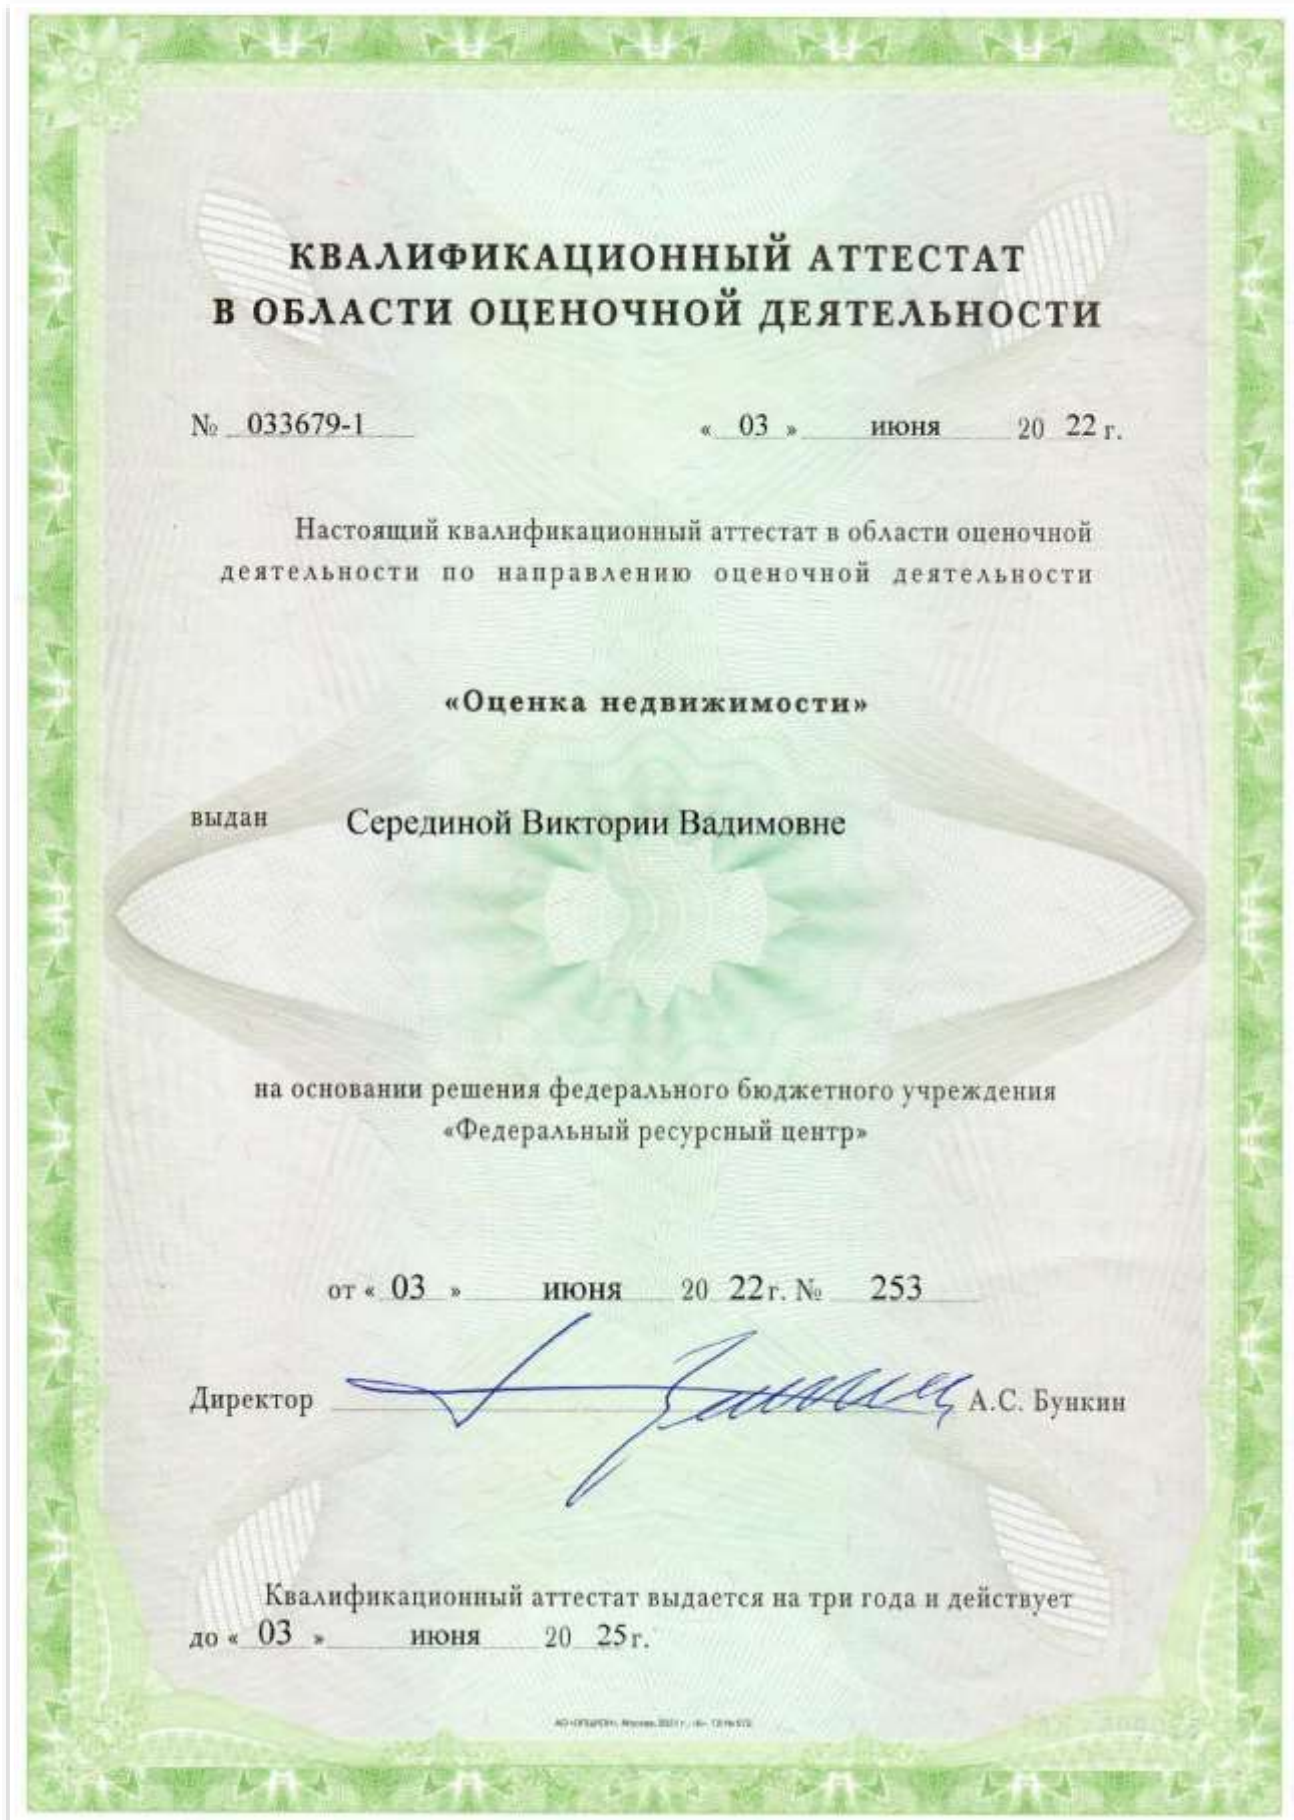 КВАЛИФИКАЦИОННЫЙ АТТЕСТАТ
В ОБЛАСТИ ОЦЕНОЧНОЙ ДЕЯТЕЛЬНОСТИ
№ 033679-1 « 03 » июня 20 22 г.
Настоящий квалификационный аттестат в области оценочной
деятельности по направлению оценочной деятельности
«Оценка недвижимости»
выдан Серединой Виктории Вадимовне
на основании решения федерального бюджетного учреждения
«Федеральный ресурсный центр»
от « 03 » июня 20 22 г. № 253
Директор А.С. Бункин
Квалификационный аттестат выдается на три года и действует
до « 03 » июня 20 25 г.